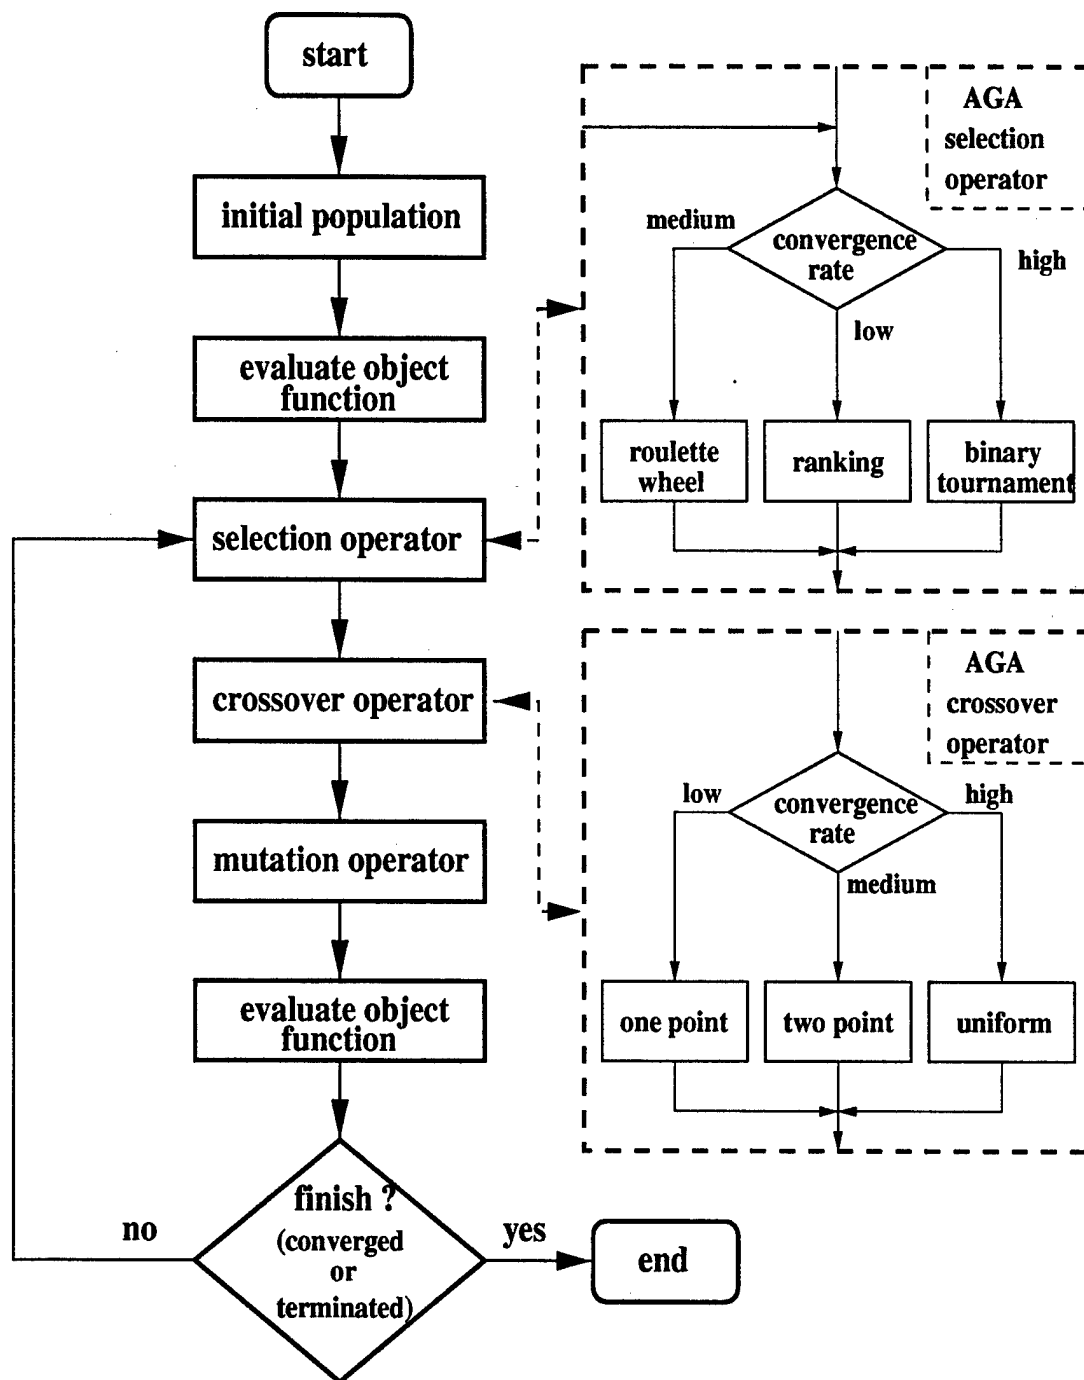 start
initial population
evaluate object
function
selection operator
crossover operator
mutation operator
evaluate object
function
finish ?
(converged
or
terminated)
no
yes
end
AGA
selection
operator
convergence
rate
medium
high
low
roulette
wheel
ranking
binary
tournament
AGA
crossover
operator
convergence
rate
low
high
medium
one point
two point
uniform